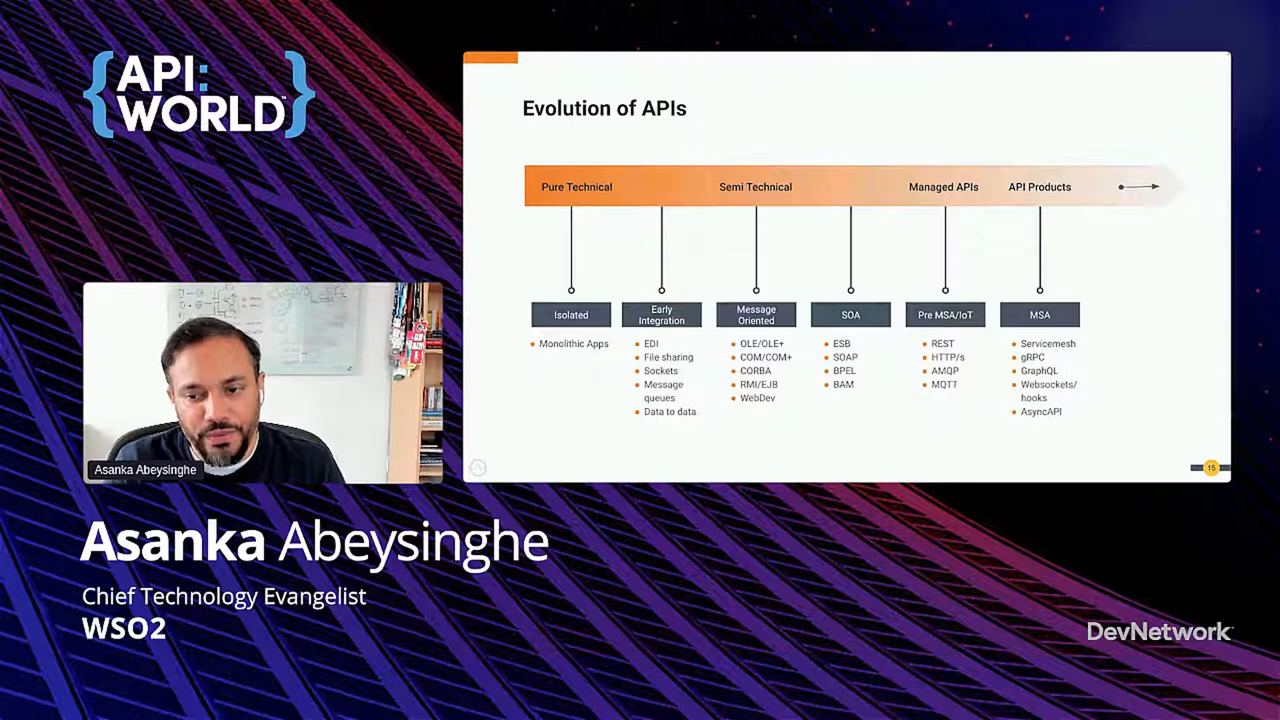 {API:
WORLD}
™
Evolution of APIs
Pure Technical
Semi Technical
Managed APIs
API Products
Isolated
• Monolithic Apps
Early
Integration
• EDI
• File sharing
• Sockets
• Message
queues
• Data to data
Message
Oriented
• OLE/OLE+
• COM/COM+
• CORBA
• RMI/EJB
• WebDev
SOA
• ESB
• SOAP
• BPEL
• BAM
Pre MSA/IoT
• REST
• HTTP/s
• AMQP
• MQTT
MSA
• Servicemesh
• gRPC
• GraphQL
• Websockets/
hooks
• AsyncAPI
15
Asanka Abeysinghe
Asanka Abeysinghe
Chief Technology Evangelist
WSO2
DevNetwork